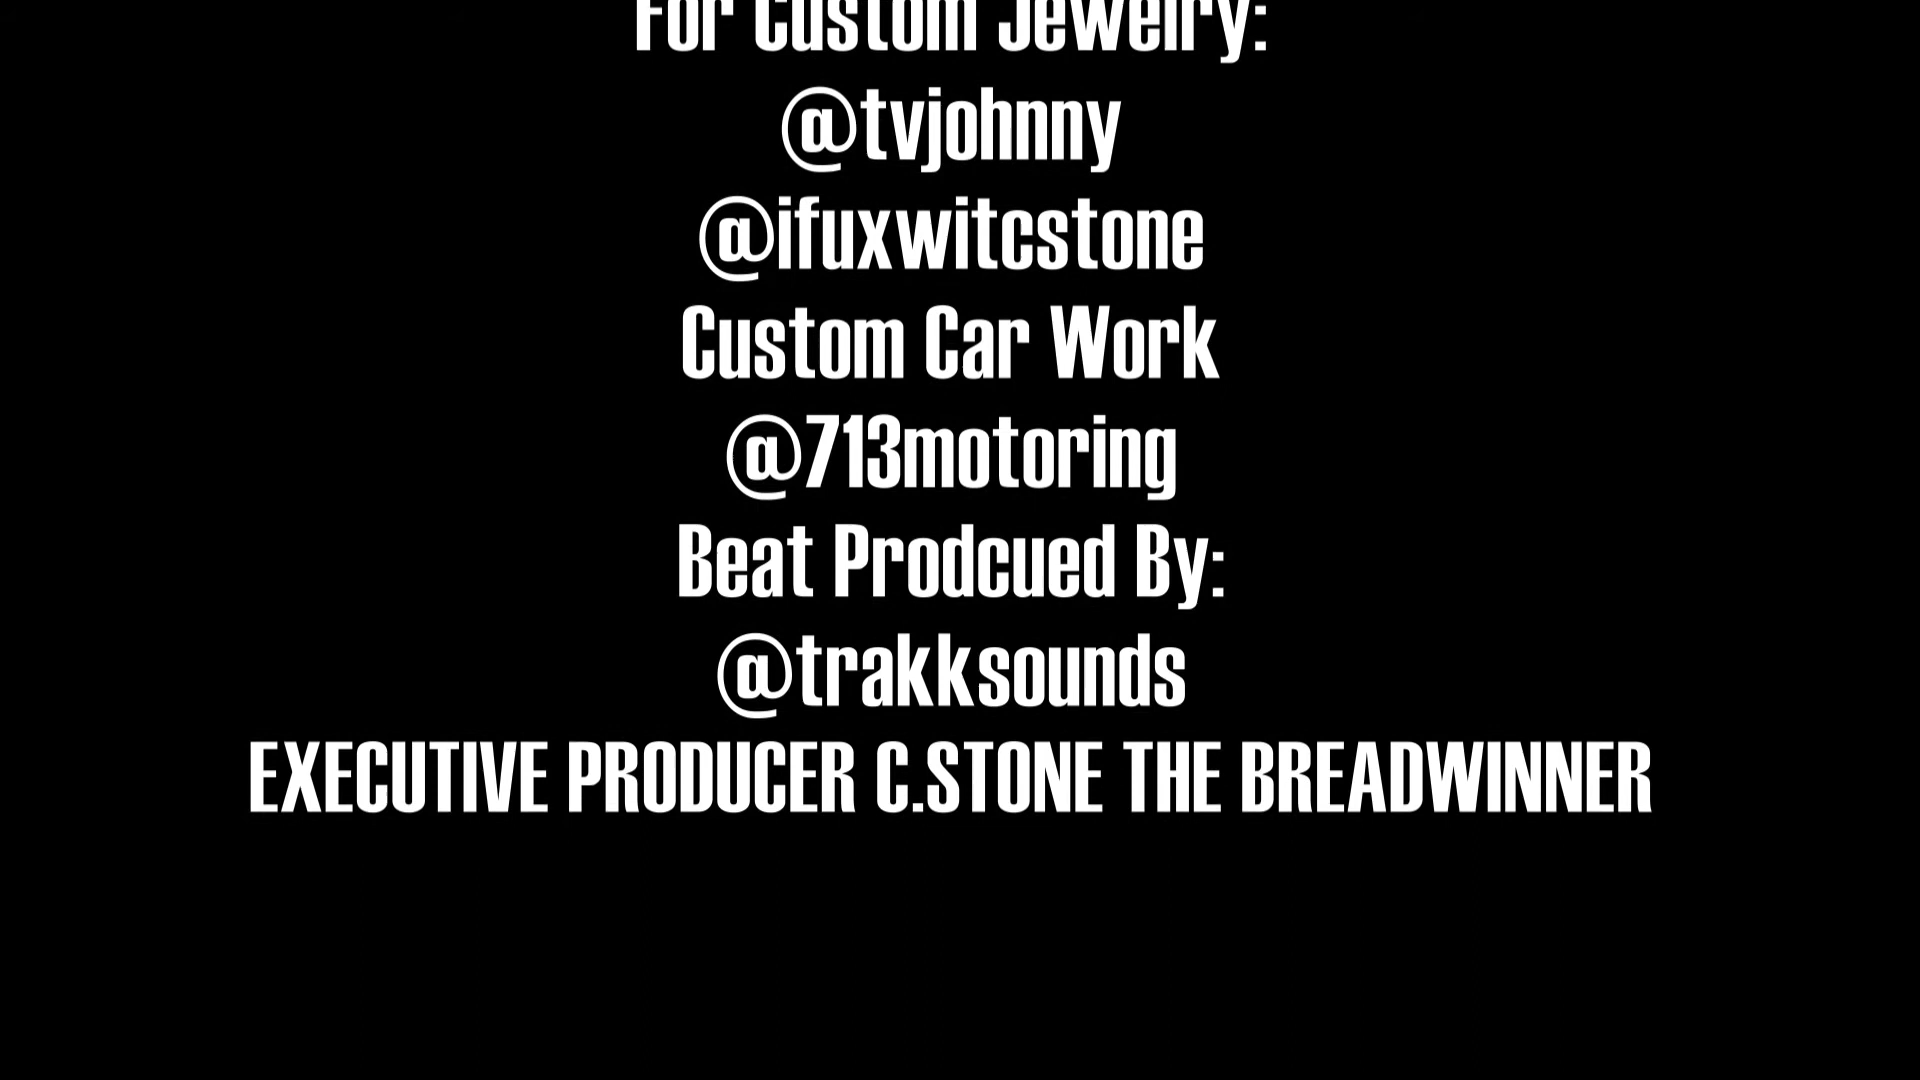 For Custom Jewelry:
@tvjohnny
@ifuxwitcstone
Custom Car Work
@713motoring
Beat Prodcued By:
@trakksounds
EXECUTIVE PRODUCER C.STONE THE BREADWINNER